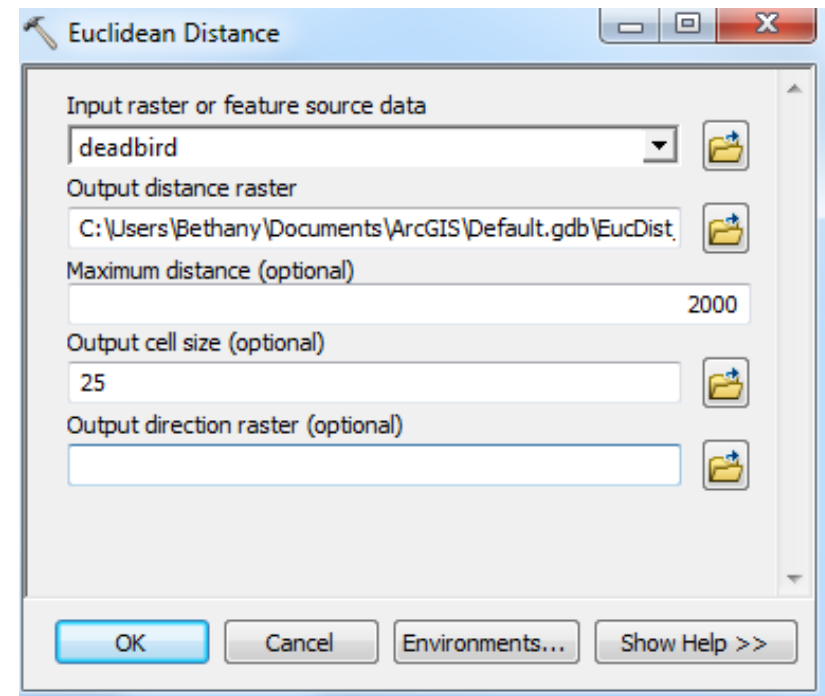 Euclidean Distance
Input raster or feature source data
deadbird
Output distance raster
C:\Users\Bethany\Documents\ArcGIS\Default.gdb\EucDist_
Maximum distance (optional)
2000
Output cell size (optional)
25
Output direction raster (optional)
OK Cancel Environments... Show Help >>